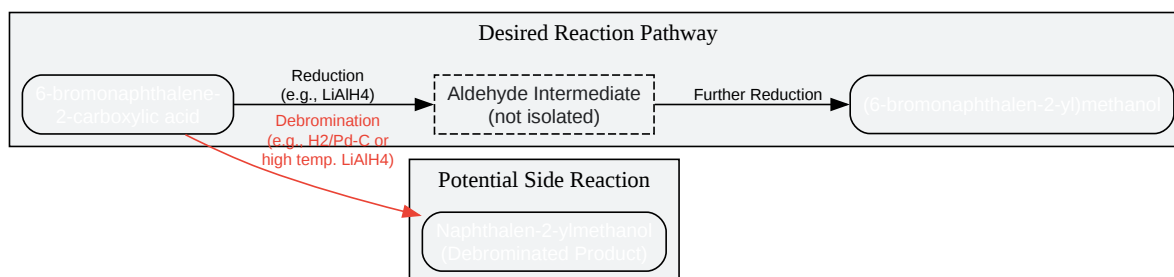 Desired Reaction Pathway
6-bromonaphthalene-
2-carboxylic acid
Reduction
(e.g., LiAlH4)
Aldehyde Intermediate
(not isolated)
Further Reduction
(6-bromonaphthalen-2-yl)methanol
Debromination
(e.g., H2/Pd-C or
high temp. LiAlH4)
Potential Side Reaction
Naphthalen-2-ylmethanol
(Debrominated Product)